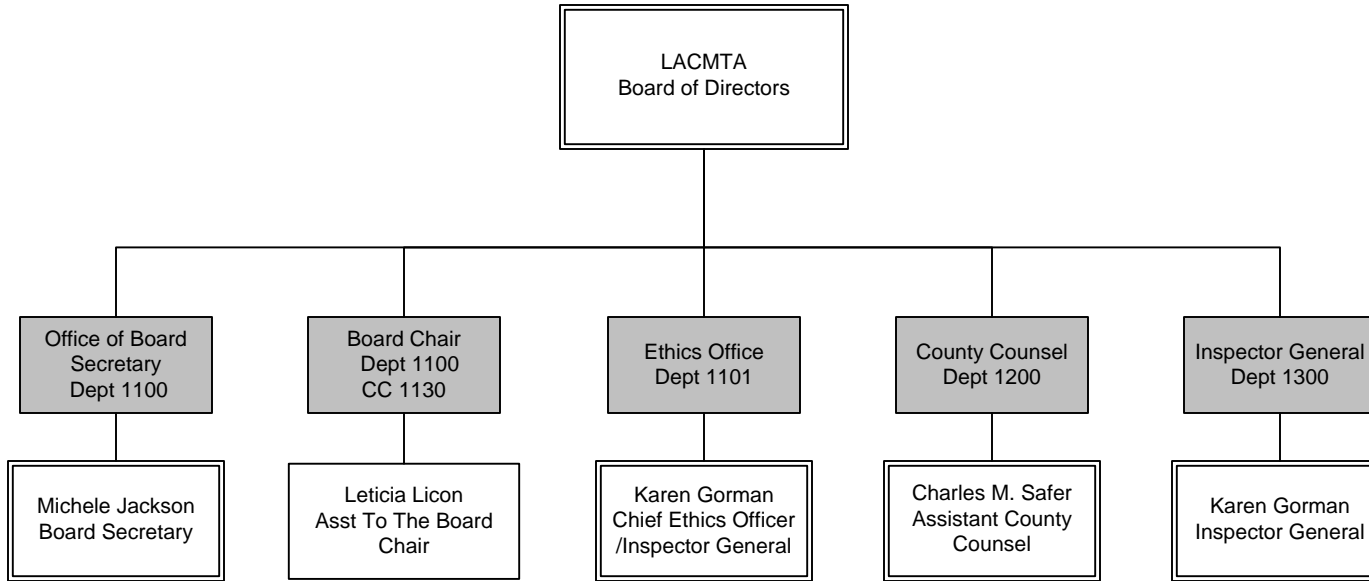 LACMTA
Board of Directors
Office of Board
Secretary
Dept 1100
Board Chair
Dept 1100
CC 1130
Ethics Office
Dept 1101
County Counsel
Dept 1200
Inspector General
Dept 1300
Michele Jackson
Board Secretary
Leticia Licon
Asst To The Board
Chair
Karen Gorman
Chief Ethics Officer
/Inspector General
Charles M. Safer
Assistant County
Counsel
Karen Gorman
Inspector General